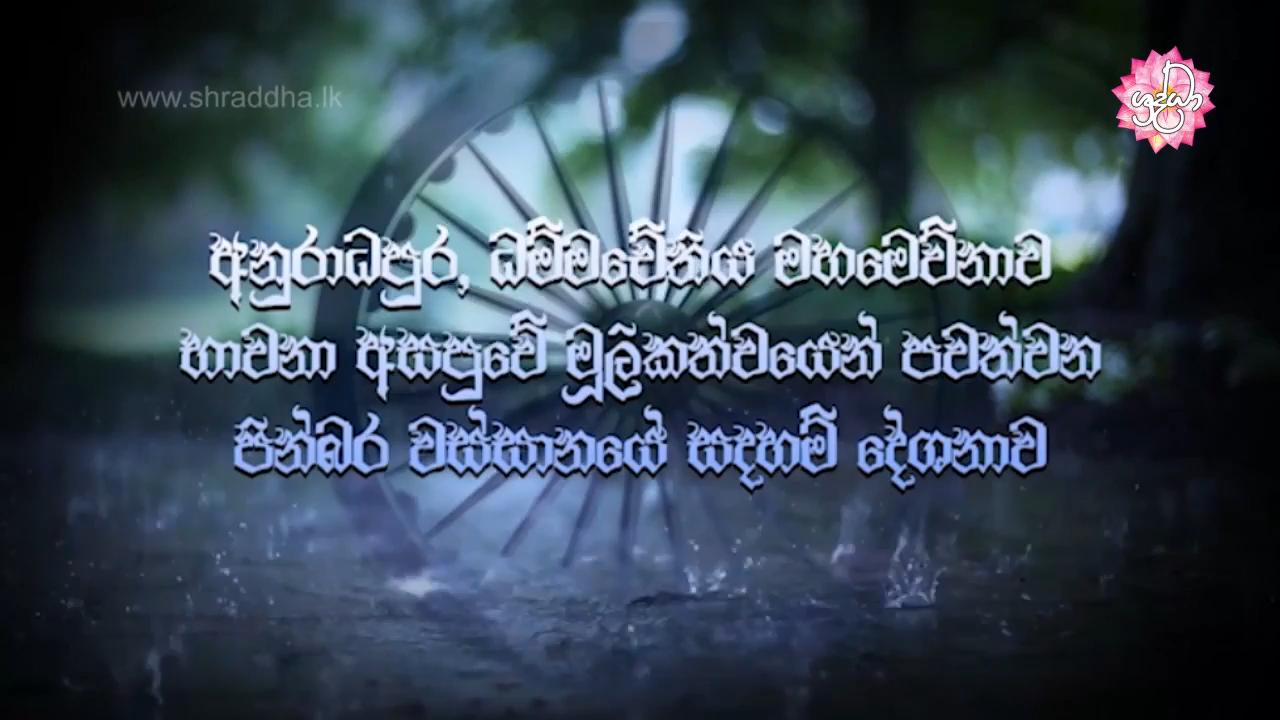 www.shraddha.lk
ශ්‍රද්ධා
අනුරාධපුර, ධම්මචේතිය මහමෙව්නාව
භාවනා අසපුවේ මූලිකත්වයෙන් පවත්වන
පින්බර වස්සානයේ සදහම් දේශනාව